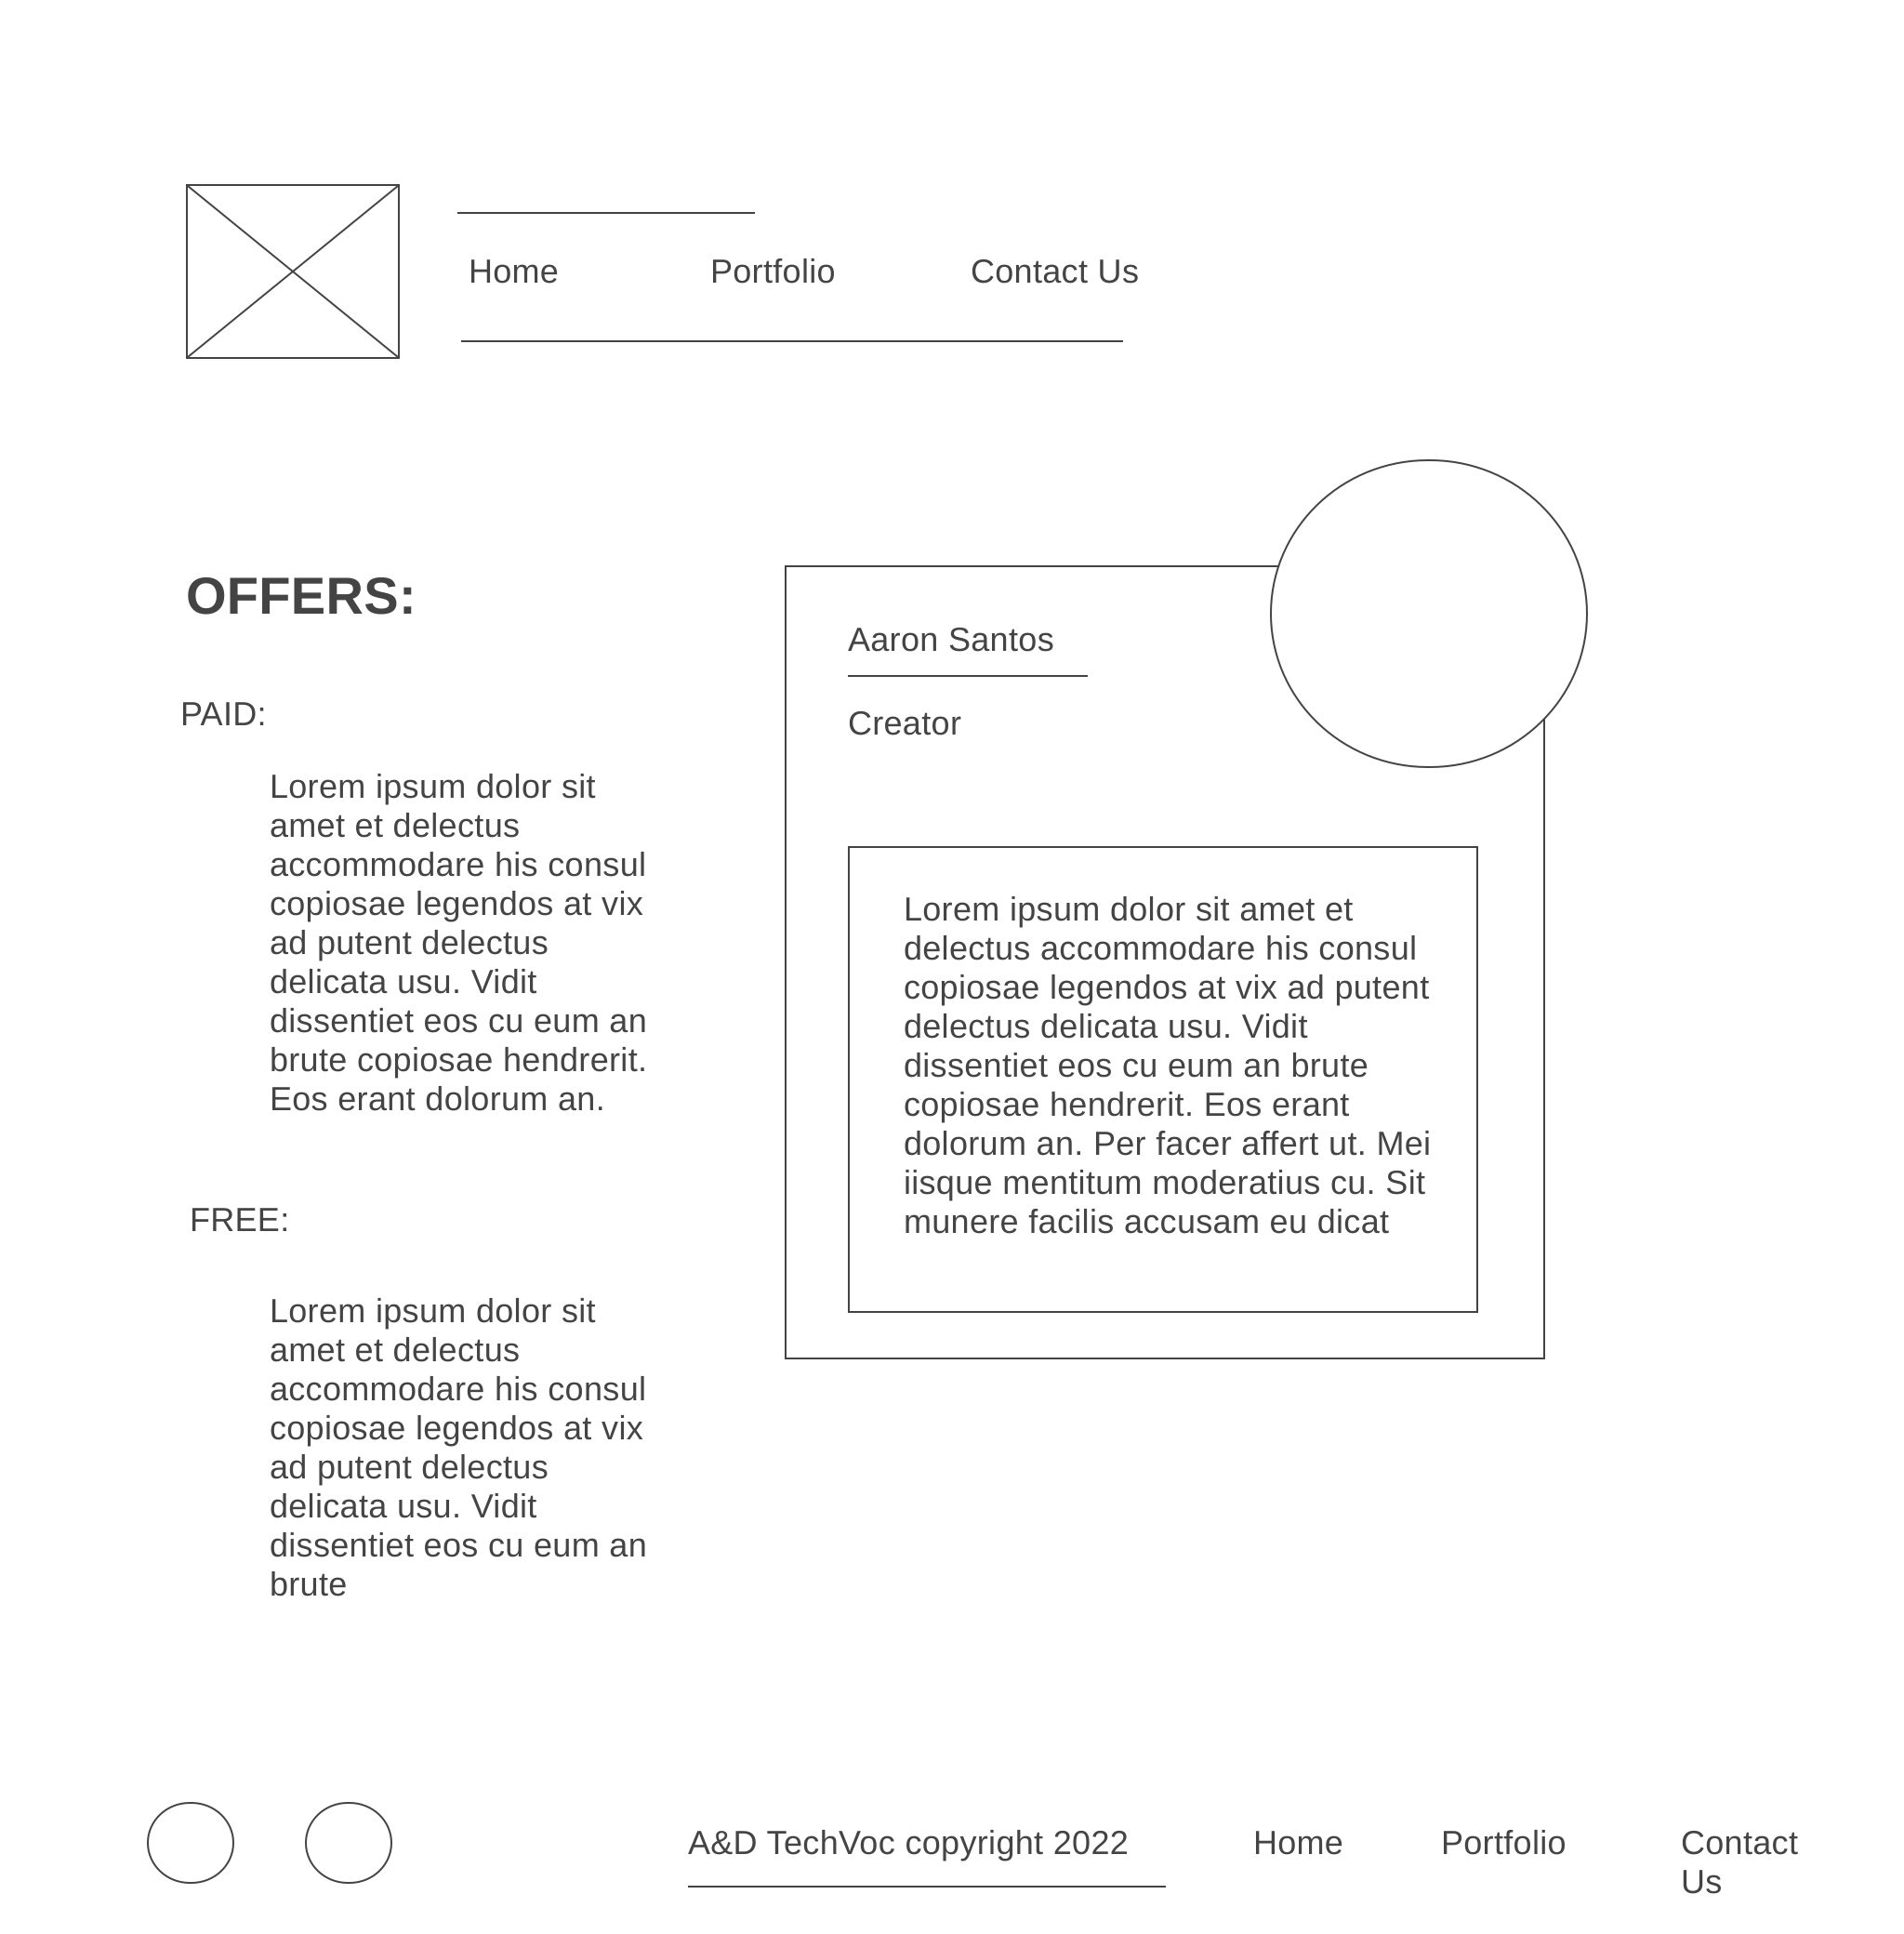 Home Portfolio Contact Us
OFFERS:
PAID:
Lorem ipsum dolor sit
amet et delectus
accommodare his consul
copiosae legendos at vix
ad putent delectus
delicata usu. Vidit
dissentiet eos cu eum an
brute copiosae hendrerit.
Eos erant dolorum an.
FREE:
Lorem ipsum dolor sit
amet et delectus
accommodare his consul
copiosae legendos at vix
ad putent delectus
delicata usu. Vidit
dissentiet eos cu eum an
brute
Aaron Santos
Creator
Lorem ipsum dolor sit amet et
delectus accommodare his consul
copiosae legendos at vix ad putent
delectus delicata usu. Vidit
dissentiet eos cu eum an brute
copiosae hendrerit. Eos erant
dolorum an. Per facer affert ut. Mei
iisque mentitum moderatius cu. Sit
munere facilis accusam eu dicat
A&D TechVoc copyright 2022 Home Portfolio Contact
Us